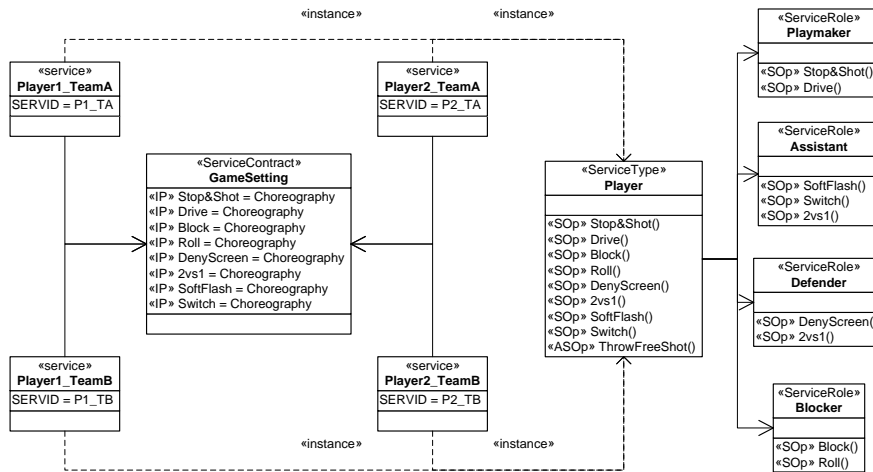 «instance»
«instance»
«service»
Player1_TeamA
SERVID = P1_TA
«service»
Player2_TeamA
SERVID = P2_TA
«ServiceContract»
GameSetting
«IP» Stop&Shot = Choreography
«IP» Drive = Choreography
«IP» Block = Choreography
«IP» Roll = Choreography
«IP» DenyScreen = Choreography
«IP» 2vs1 = Choreography
«IP» SoftFlash = Choreography
«IP» Switch = Choreography
«service»
Player1_TeamB
SERVID = P1_TB
«service»
Player2_TeamB
SERVID = P2_TB
«instance»
«instance»
«ServiceType»
Player
«SOp» Stop&Shot()
«SOp» Drive()
«SOp» Block()
«SOp» Roll()
«SOp» DenyScreen()
«SOp» 2vs1()
«SOp» SoftFlash()
«SOp» Switch()
«ASOp» ThrowFreeShot()
«ServiceRole»
Playmaker
«SOp» Stop&Shot()
«SOp» Drive()
«ServiceRole»
Assistant
«SOp» SoftFlash()
«SOp» Switch()
«SOp» 2vs1()
«ServiceRole»
Defender
«SOp» DenyScreen()
«SOp» 2vs1()
«ServiceRole»
Blocker
«SOp» Block()
«SOp» Roll()